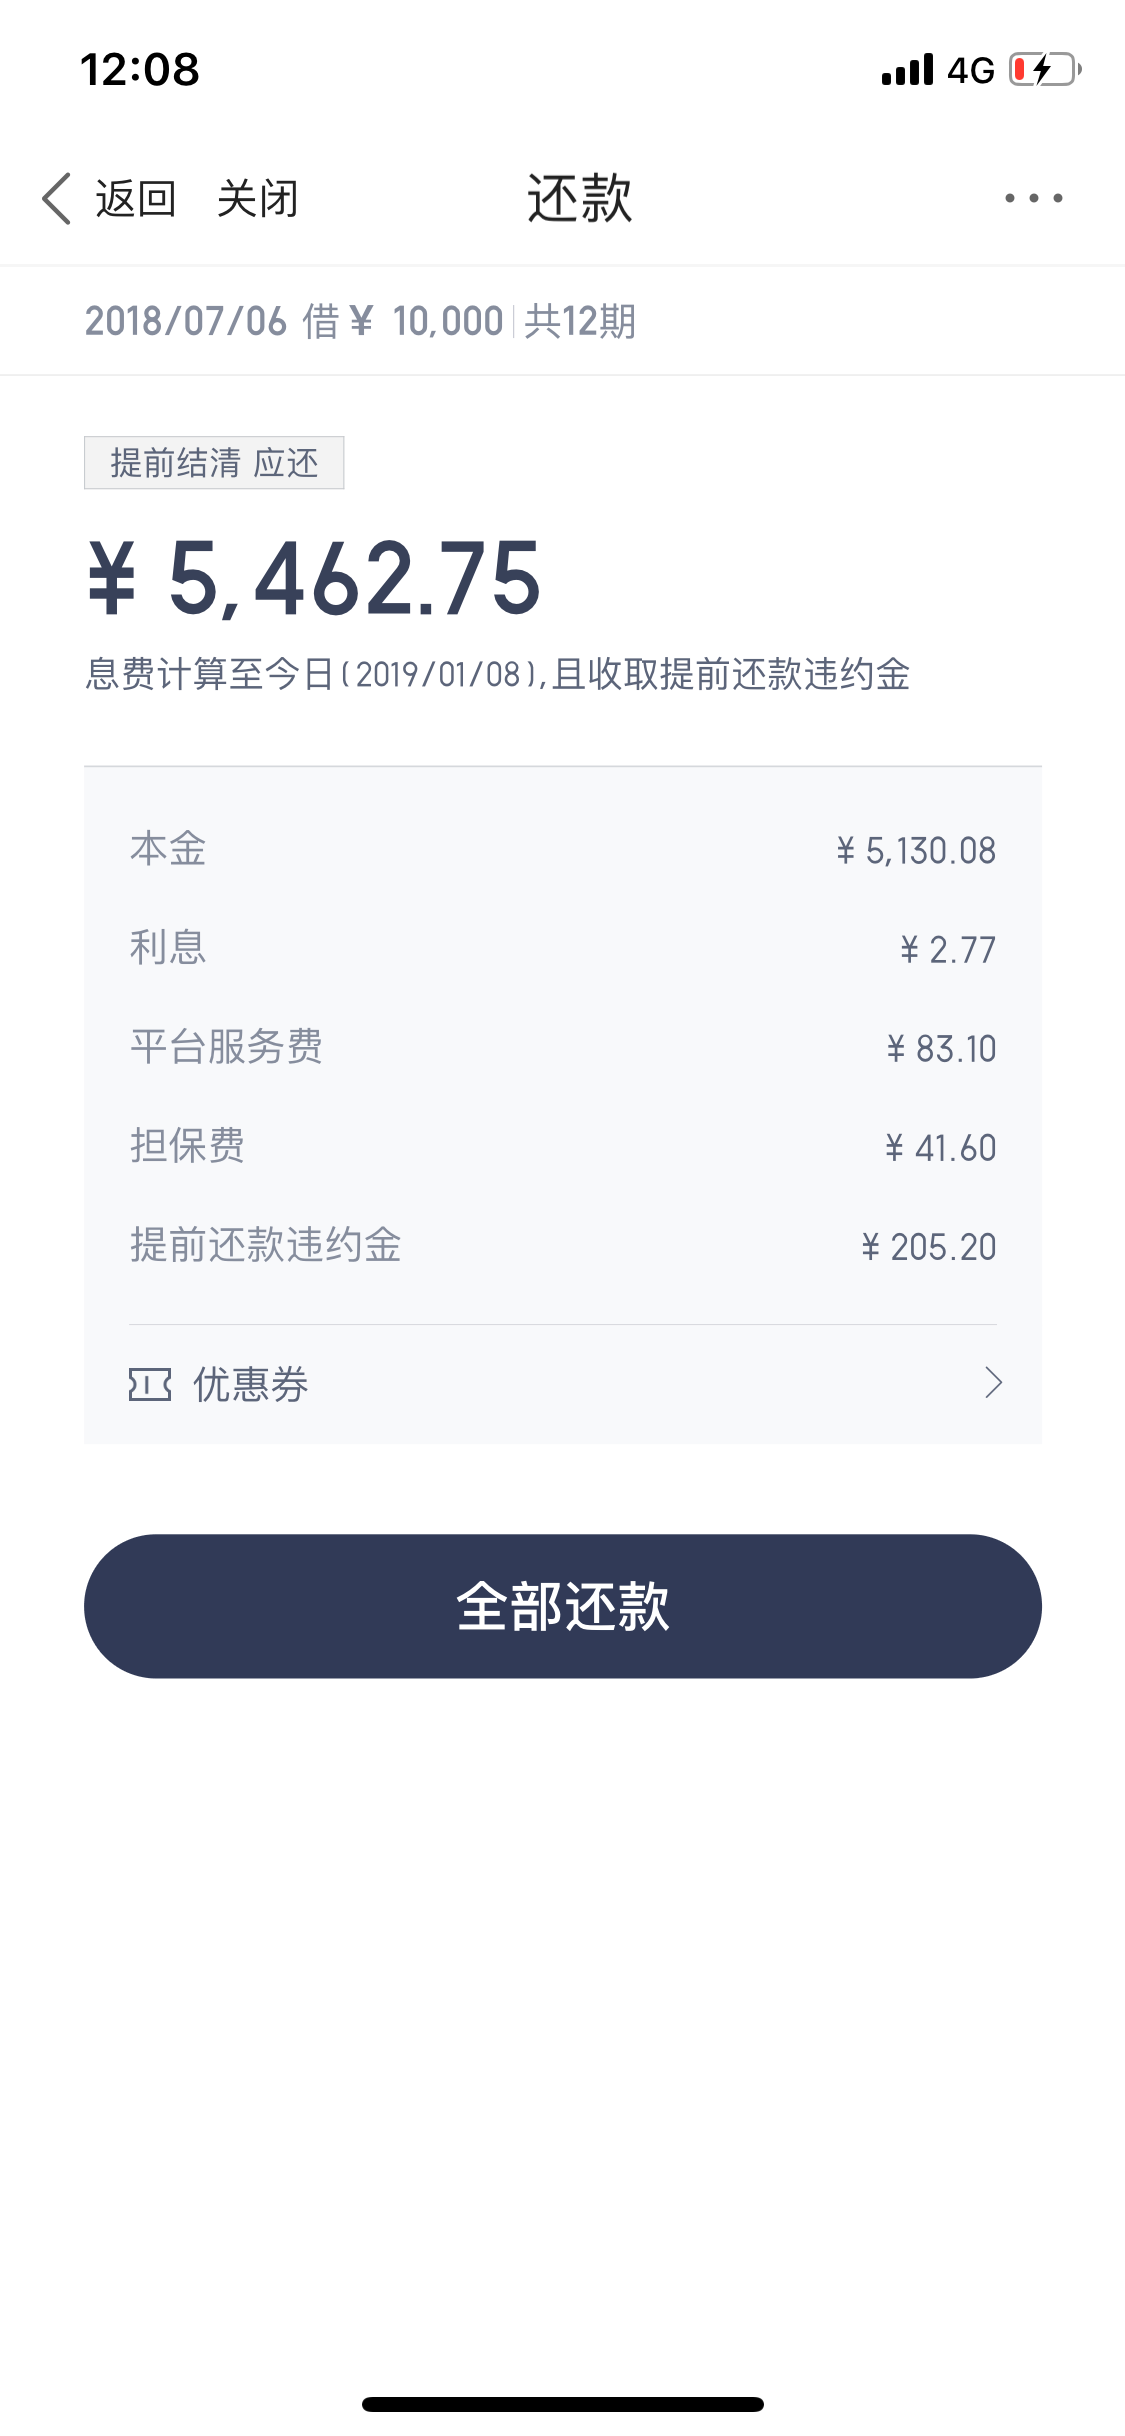 12:08 4G
返回 关闭 还款
2018/07/06 借¥ 10,000 共12期
提前结清 应还
¥ 5,462.75
息费计算至今日(2019/01/08),且收取提前还款违约金
本金 ¥ 5,130.08
利息 ¥ 2.77
平台服务费 ¥ 83.10
担保费 ¥ 41.60
提前还款违约金 ¥ 205.20
优惠券
全部还款